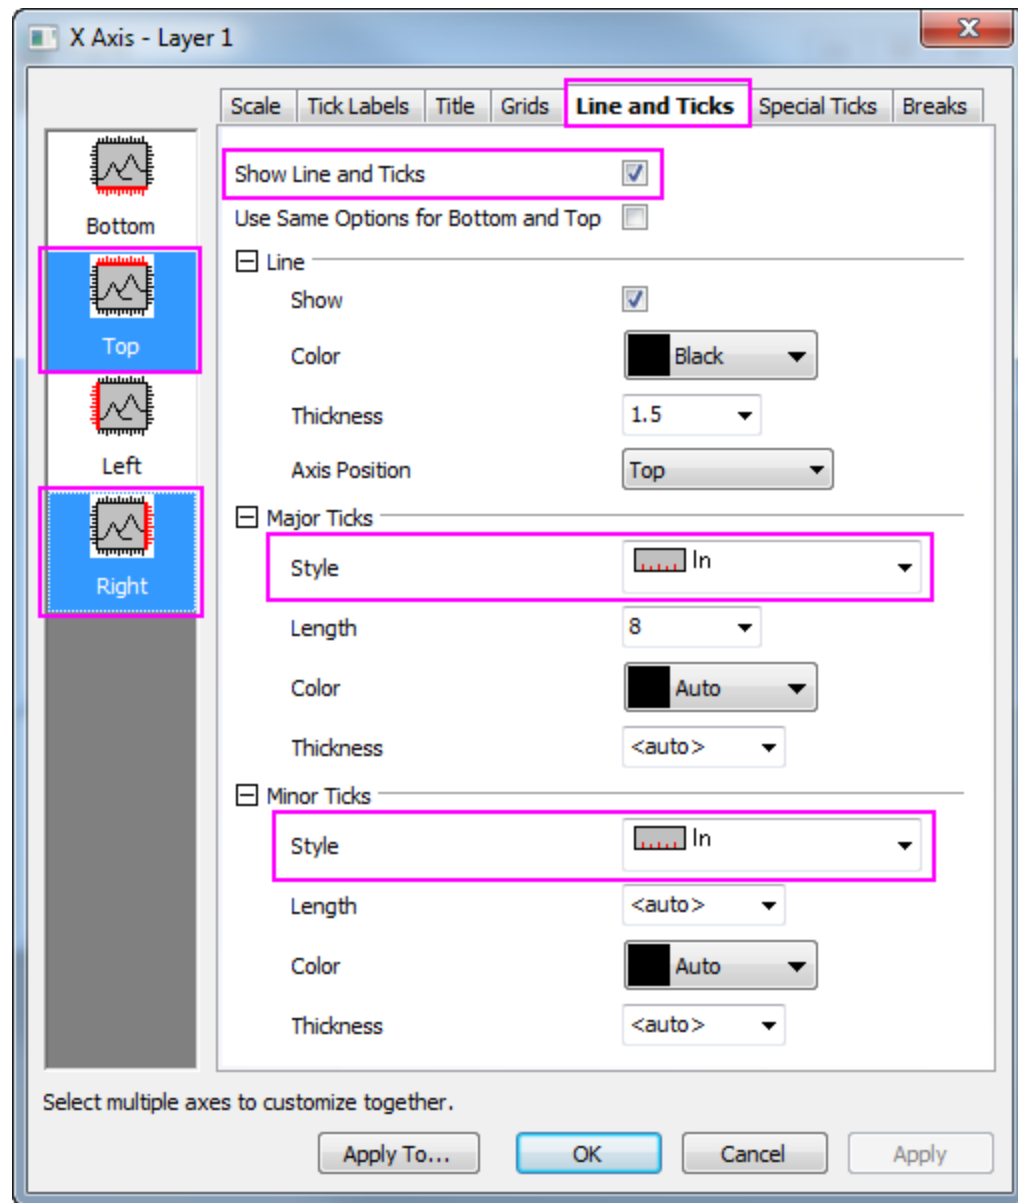 X Axis - Layer 1
Scale Tick Labels Title Grids Line and Ticks Special Ticks Breaks
Bottom
Top
Left
Right
Show Line and Ticks
Use Same Options for Bottom and Top
Line
Show
Color Black
Thickness 1.5
Axis Position Top
Major Ticks
Style In
Length 8
Color Auto
Thickness <auto>
Minor Ticks
Style In
Length <auto>
Color Auto
Thickness <auto>
Select multiple axes to customize together.
Apply To... OK Cancel Apply